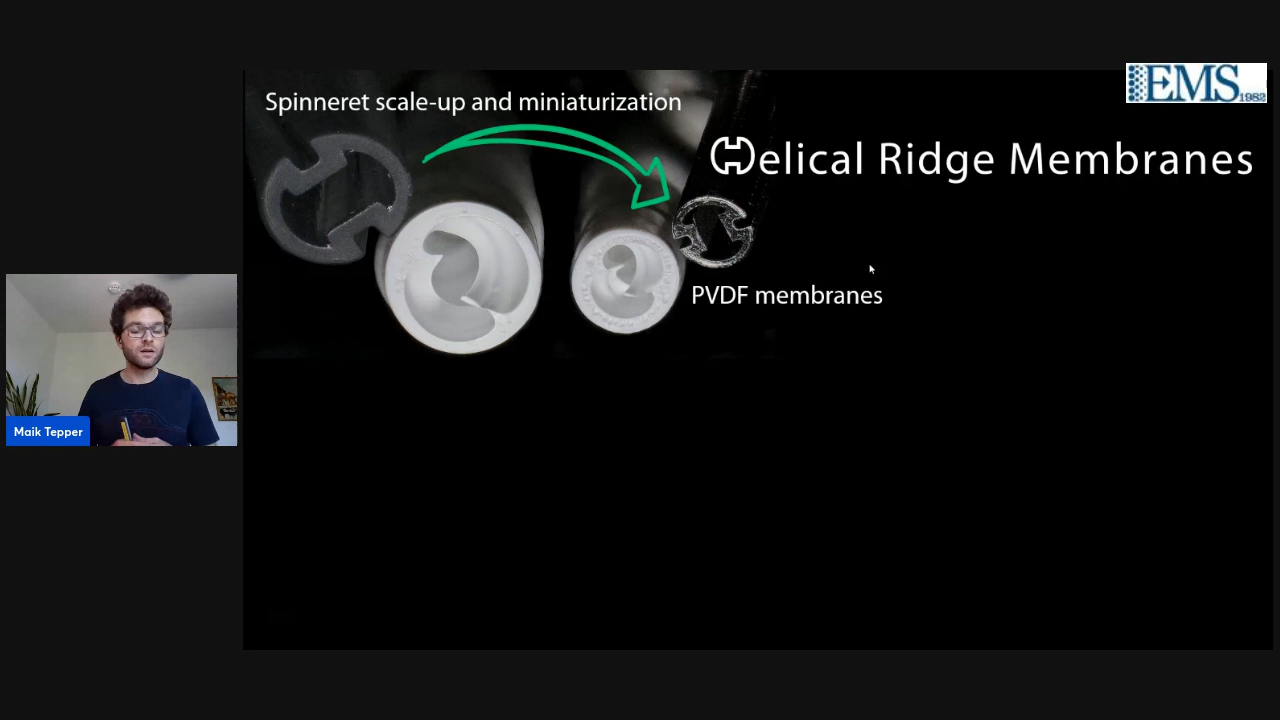 Spinneret scale-up and miniaturization
EMS
1982
Helical Ridge Membranes
PVDF membranes
Maik Tepper